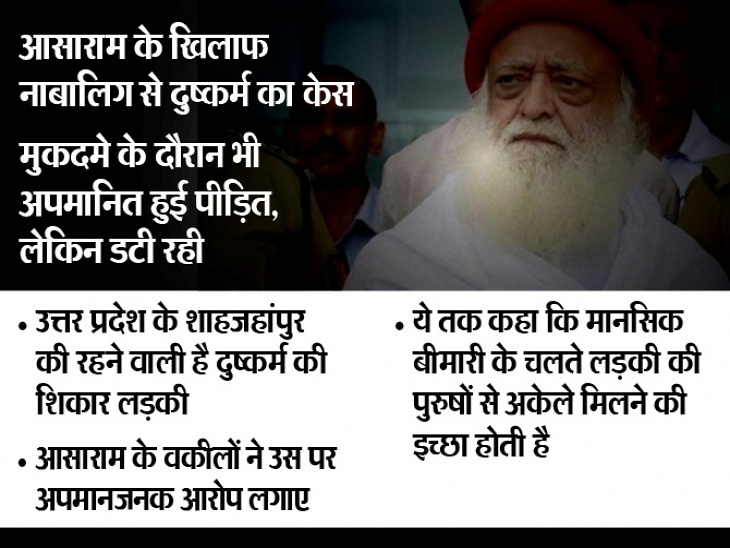 आसाराम के खिलाफ
नाबालिग से दुष्कर्म का केस
मुकदमे के दौरान भी
अपमानित हुई पीड़ित,
लेकिन डटी रही
• उत्तर प्रदेश के शाहजहांपुर
की रहने वाली है दुष्कर्म की
शिकार लड़की
• आसाराम के वकीलों ने उस पर
अपमानजनक आरोप लगाए
• ये तक कहा कि मानसिक
बीमारी के चलते लड़की की
पुरुषों से अकेले मिलने की
इच्छा होती है